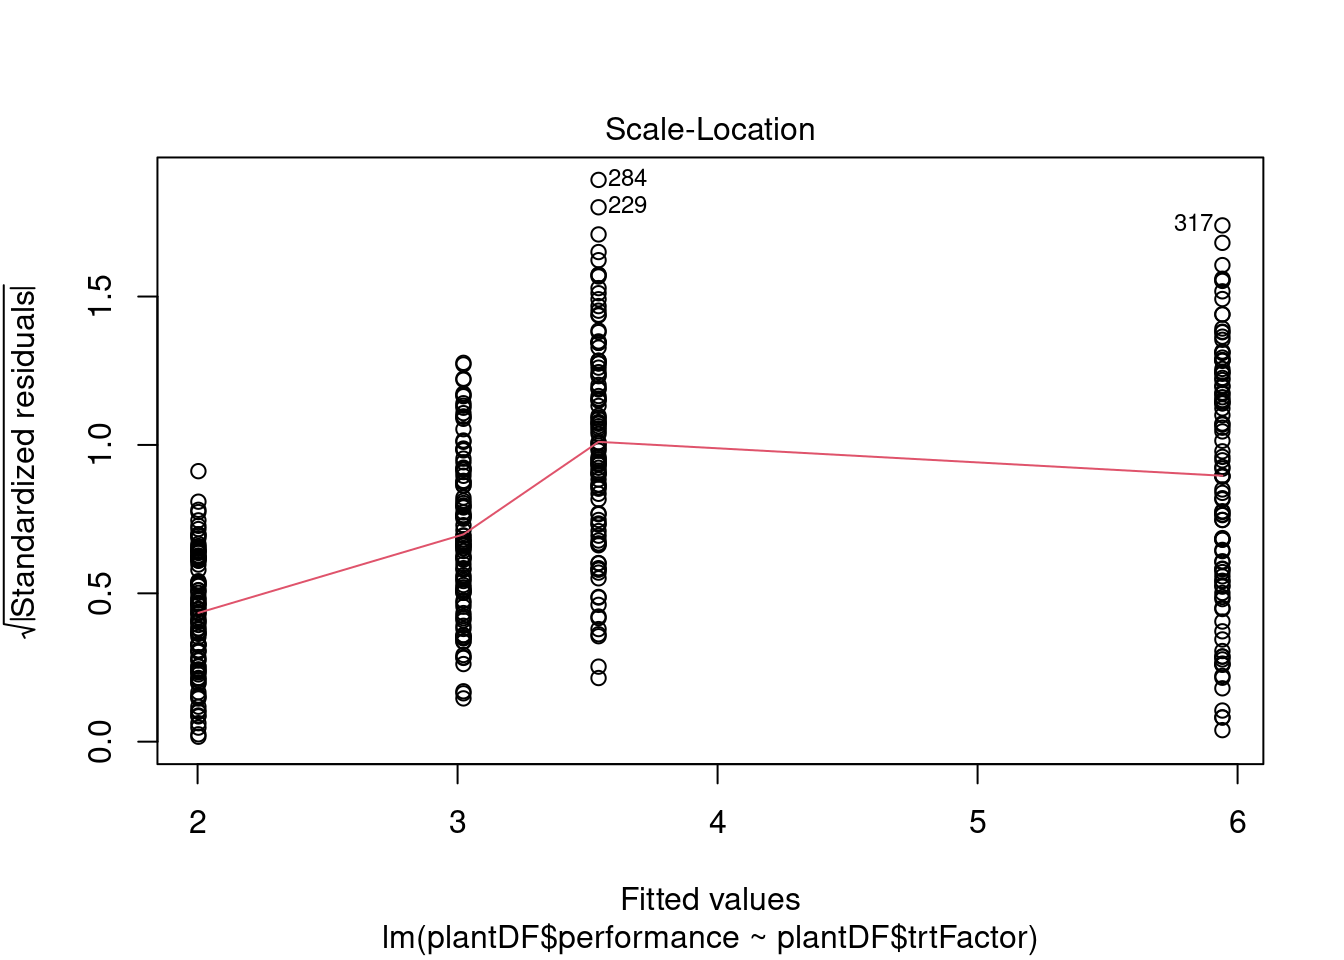 Scale-Location
284
229
317
1.5
1.0
0.5
0.0
√|Standardized residuals|
2 3 4 5 6
Fitted values
lm(plantDF$performance ~ plantDF$trtFactor)